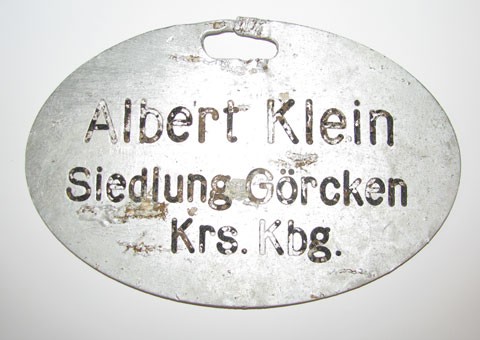 Albert Klein
Siedlung Görcken
Krs. Kbg.